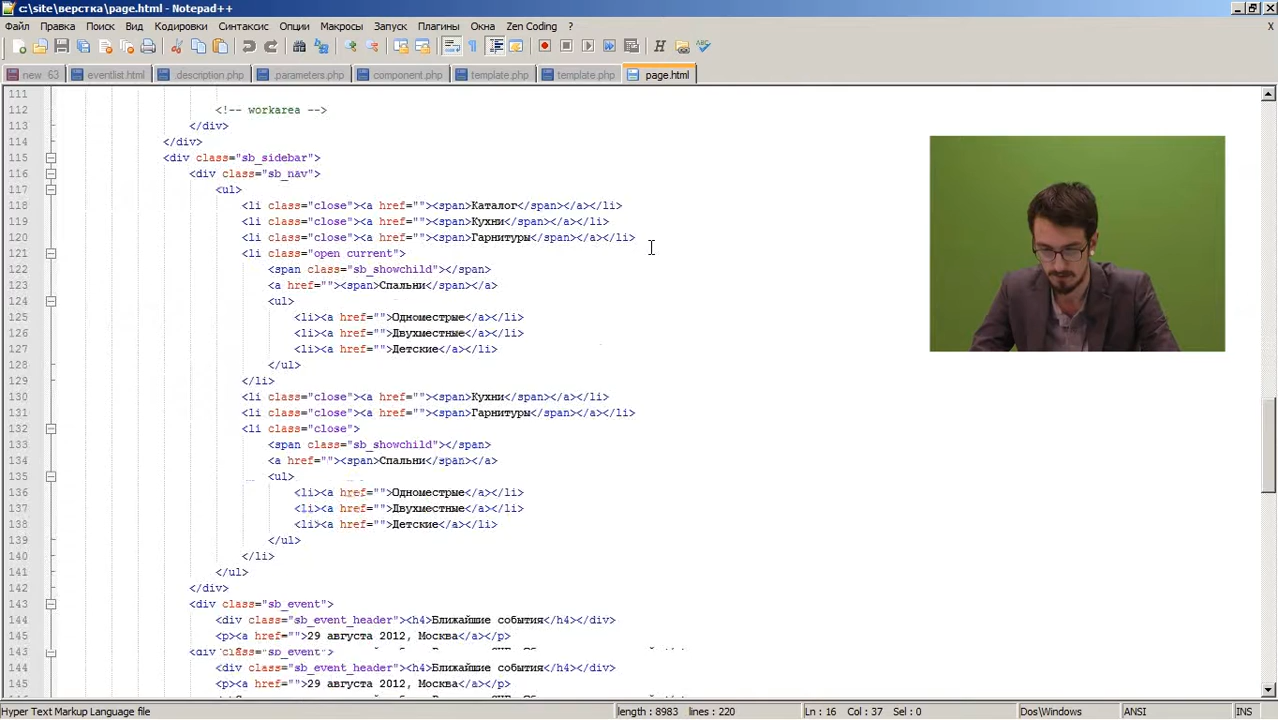 c:\site\верстка\page.html - Notepad++
Файл Правка Поиск Вид Кодировки Синтаксис Опции Макросы Запуск Плагины Окна Zen Coding ? X
new 63 eventlist.html .description.php .parameters.php component.php template.php template.php page.html
111
112 <!-- workarea -->
113 </div>
114 </div>
115 <div class="sb_sidebar">
116 <div class="sb_nav">
117 <ul>
118 <li class="close"><a href=""><span>Каталог</span></a></li>
119 <li class="close"><a href=""><span>Кухни</span></a></li>
120 <li class="close"><a href=""><span>Гарнитуры</span></a></li>
121 <li class="open current">
122 <span class="sb_showchild"></span>
123 <a href=""><span>Спальни</span></a>
124 <ul>
125 <li><a href="">Одноместрые</a></li>
126 <li><a href="">Двухместные</a></li>
127 <li><a href="">Детские</a></li>
128 </ul>
129 </li>
130 <li class="close"><a href=""><span>Кухни</span></a></li>
131 <li class="close"><a href=""><span>Гарнитуры</span></a></li>
132 <li class="close">
133 <span class="sb_showchild"></span>
134 <a href=""><span>Спальни</span></a>
135 <ul>
136 <li><a href="">Одноместрые</a></li>
137 <li><a href="">Двухместные</a></li>
138 <li><a href="">Детские</a></li>
139 </ul>
140 </li>
141 </ul>
142 </div>
143 <div class="sb_event">
144 <div class="sb_event_header"><h4>Ближайшие события</h4></div>
145 <p><a href="">29 августа 2012, Москва</a></p>
143 <div class="sb_event">
144 <div class="sb_event_header"><h4>Ближайшие события</h4></div>
145 <p><a href="">29 августа 2012, Москва</a></p>
Hyper Text Markup Language file length : 8983 lines : 220 Ln : 16 Col : 37 Sel : 0 Dos\Windows ANSI INS